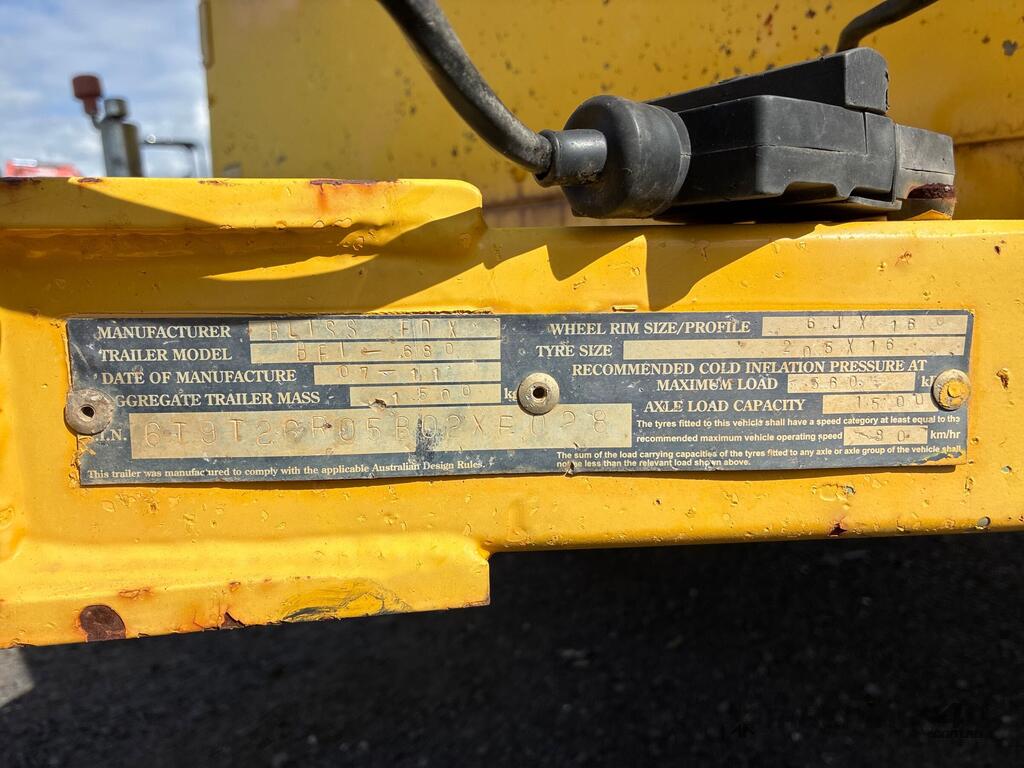 MANUFACTURER BLISS FOX
TRAILER MODEL BF1-680
DATE OF MANUFACTURE 07-11
AGGREGATE TRAILER MASS 1500 kg
I.N. 6T9T26R05B02XF028
This trailer was manufactured to comply with the applicable Australian Design Rules.
WHEEL RIM SIZE/PROFILE 6JX16
TYRE SIZE 205X16
RECOMMENDED COLD INFLATION PRESSURE AT
MAXIMUM LOAD 560 k
AXLE LOAD CAPACITY 1500
The tyres fitted to this vehicle shall have a speed category at least equal to the
recommended maximum vehicle operating speed 80 km/hr
The sum of the load carrying capacities of the tyres fitted to any axle or axle group of the vehicle shall
not be less than the relevant load shown above.